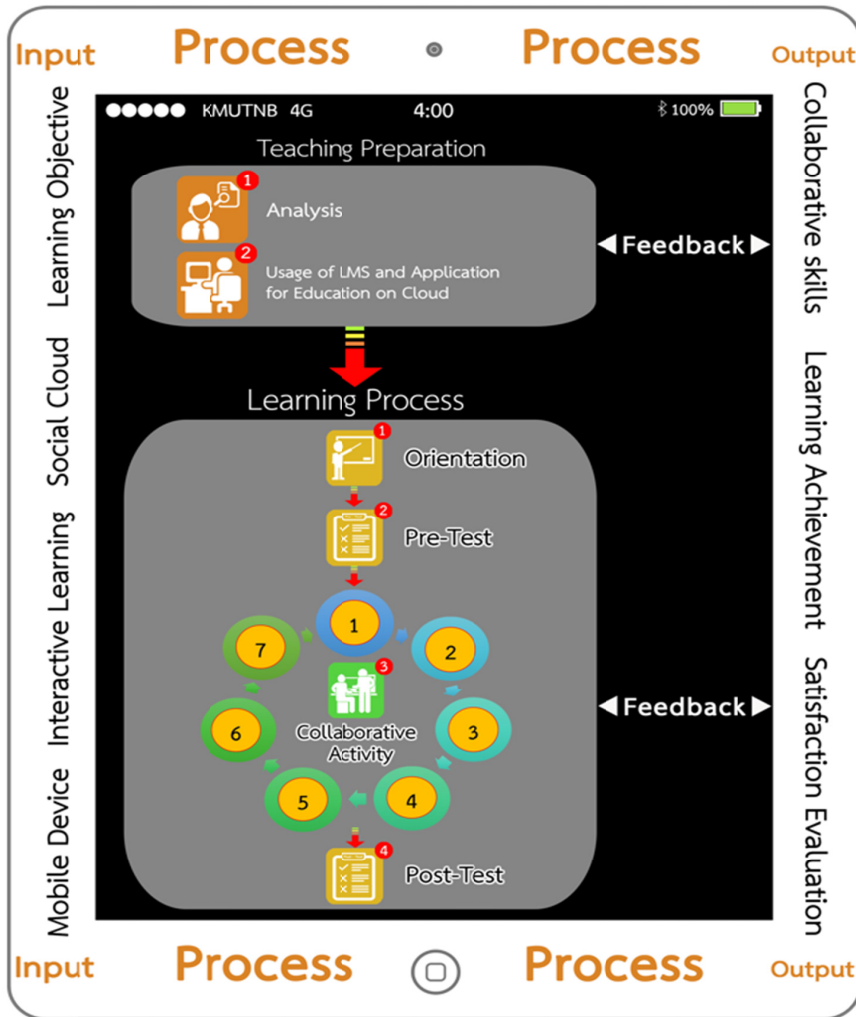 Input Process Process Output
KMUTNB 4G 4:00 100%
Learning Objective
Social Cloud
Interactive Learning
Mobile Device
Teaching Preparation
1
Analysis
2
Usage of LMS and Application
for Education on Cloud
Feedback
Learning Process
1
Orientation
2
Pre-Test
1
2
3
4
5
6
7
3
Collaborative
Activity
Feedback
4
Post-Test
Collaborative skills
Learning Achievement
Satisfaction Evaluation
Input Process Process Output